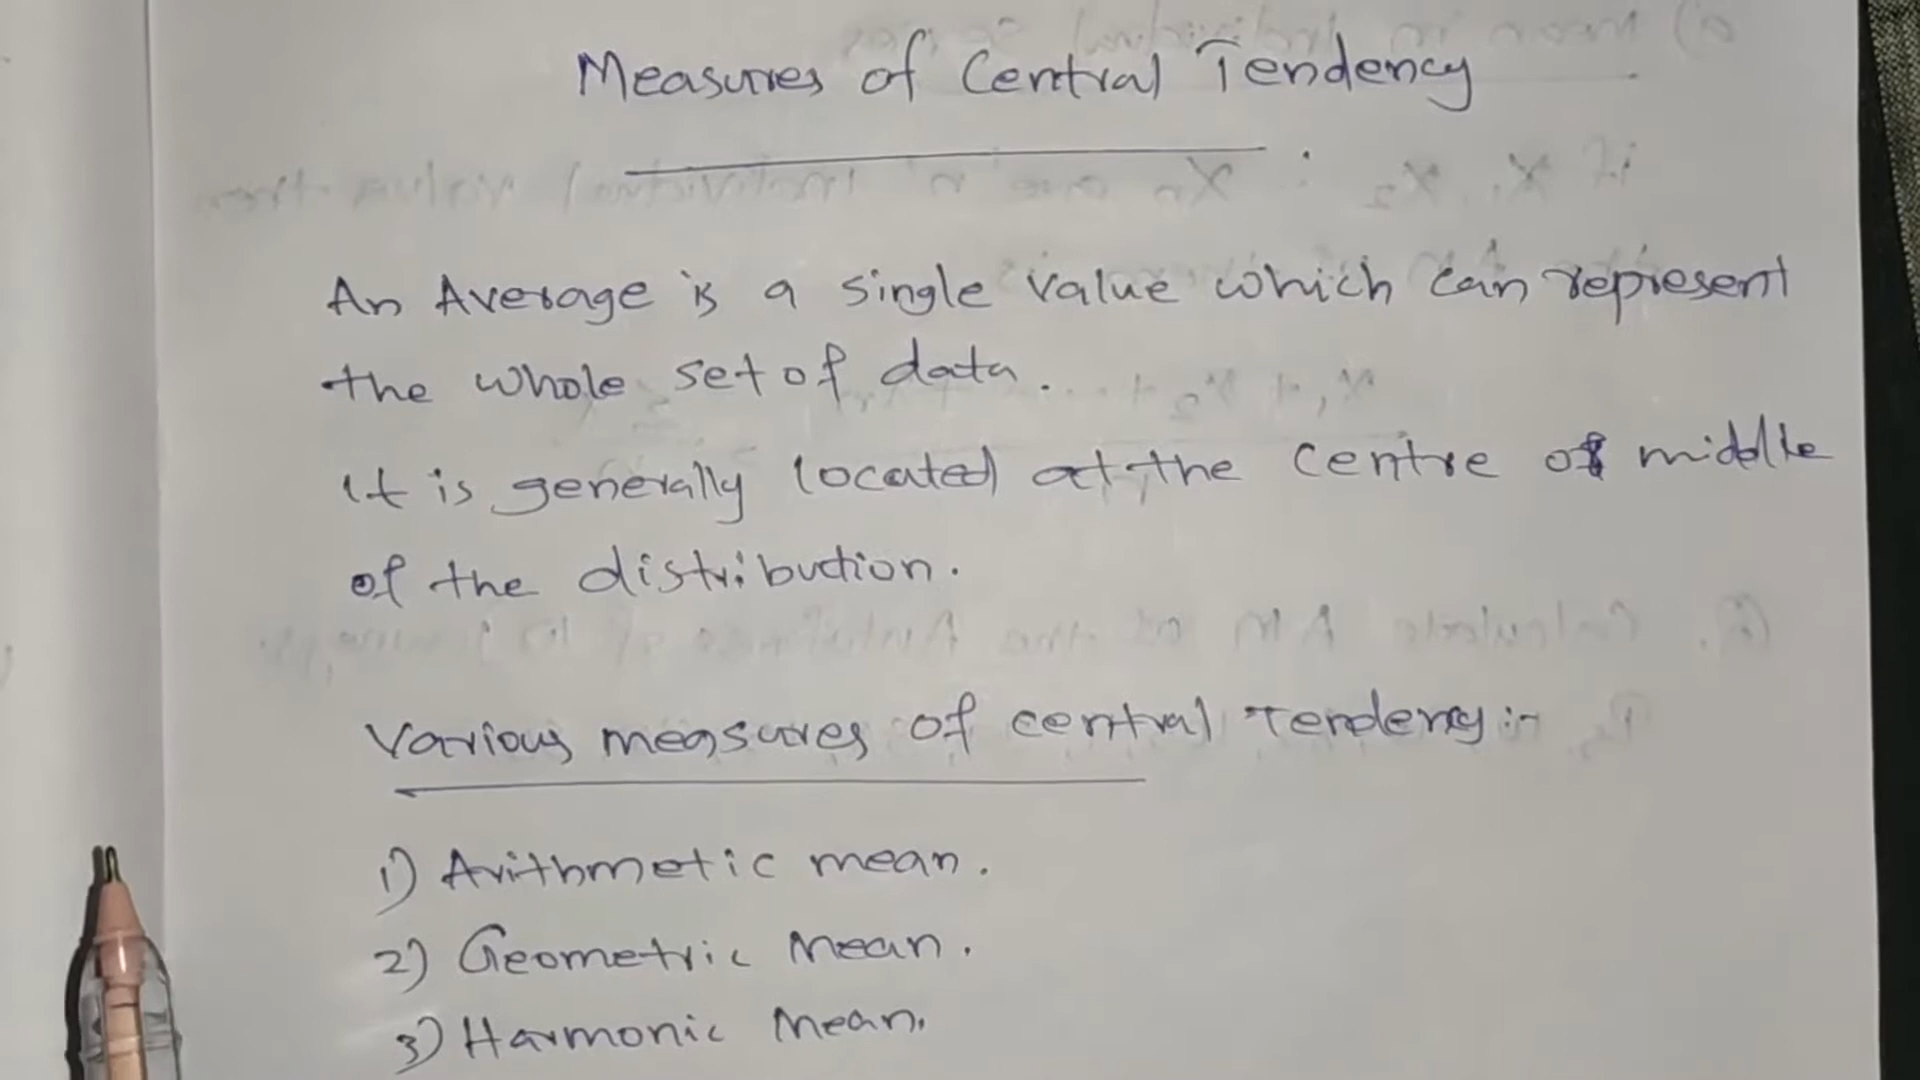 Measures of Central Tendency
An Average is a single value which can represent
the whole set of data.
It is generally located at the centre of middle
of the distribution.
Various measures of central Tendency :-
1) Arithmetic mean.
2) Geometric Mean.
3) Harmonic Mean.